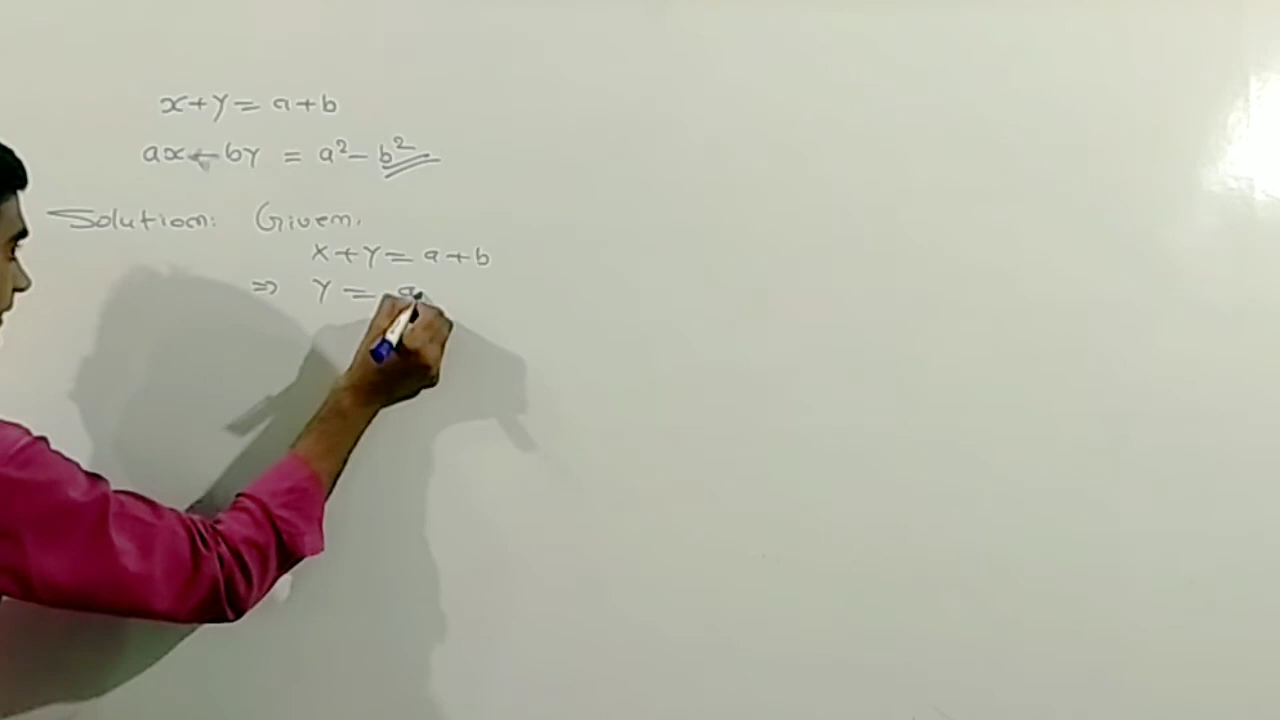 x+y= a+b
ax - by = a²- b²
Solution: Given,
x+y= a+b
⇒ y = a